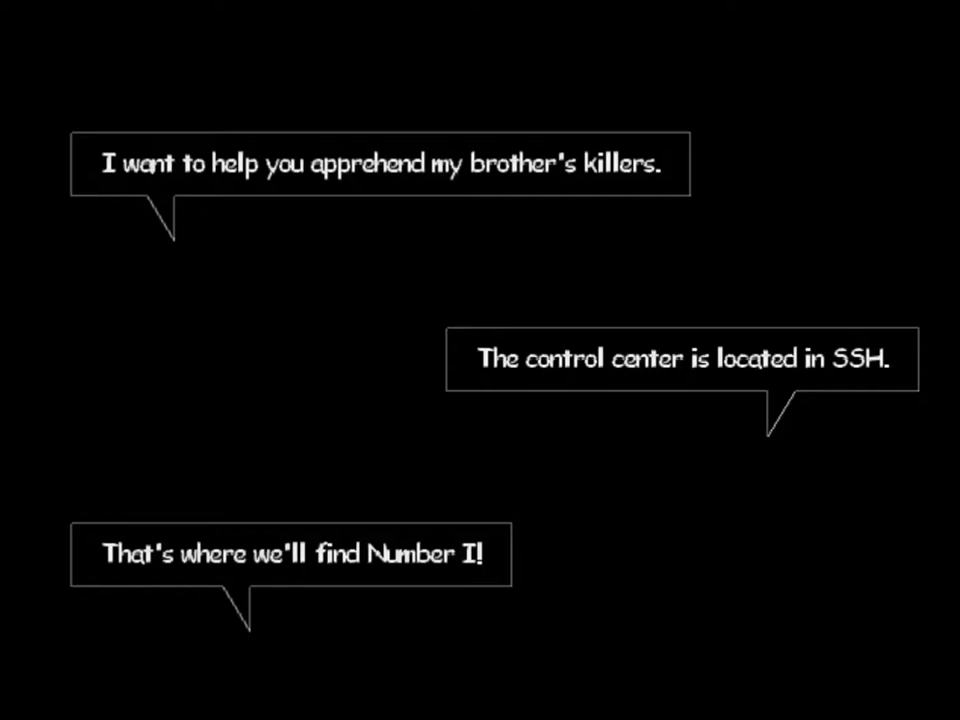 I want to help you apprehend my brother's killers.
The control center is located in SSH.
That's where we'll find Number I!